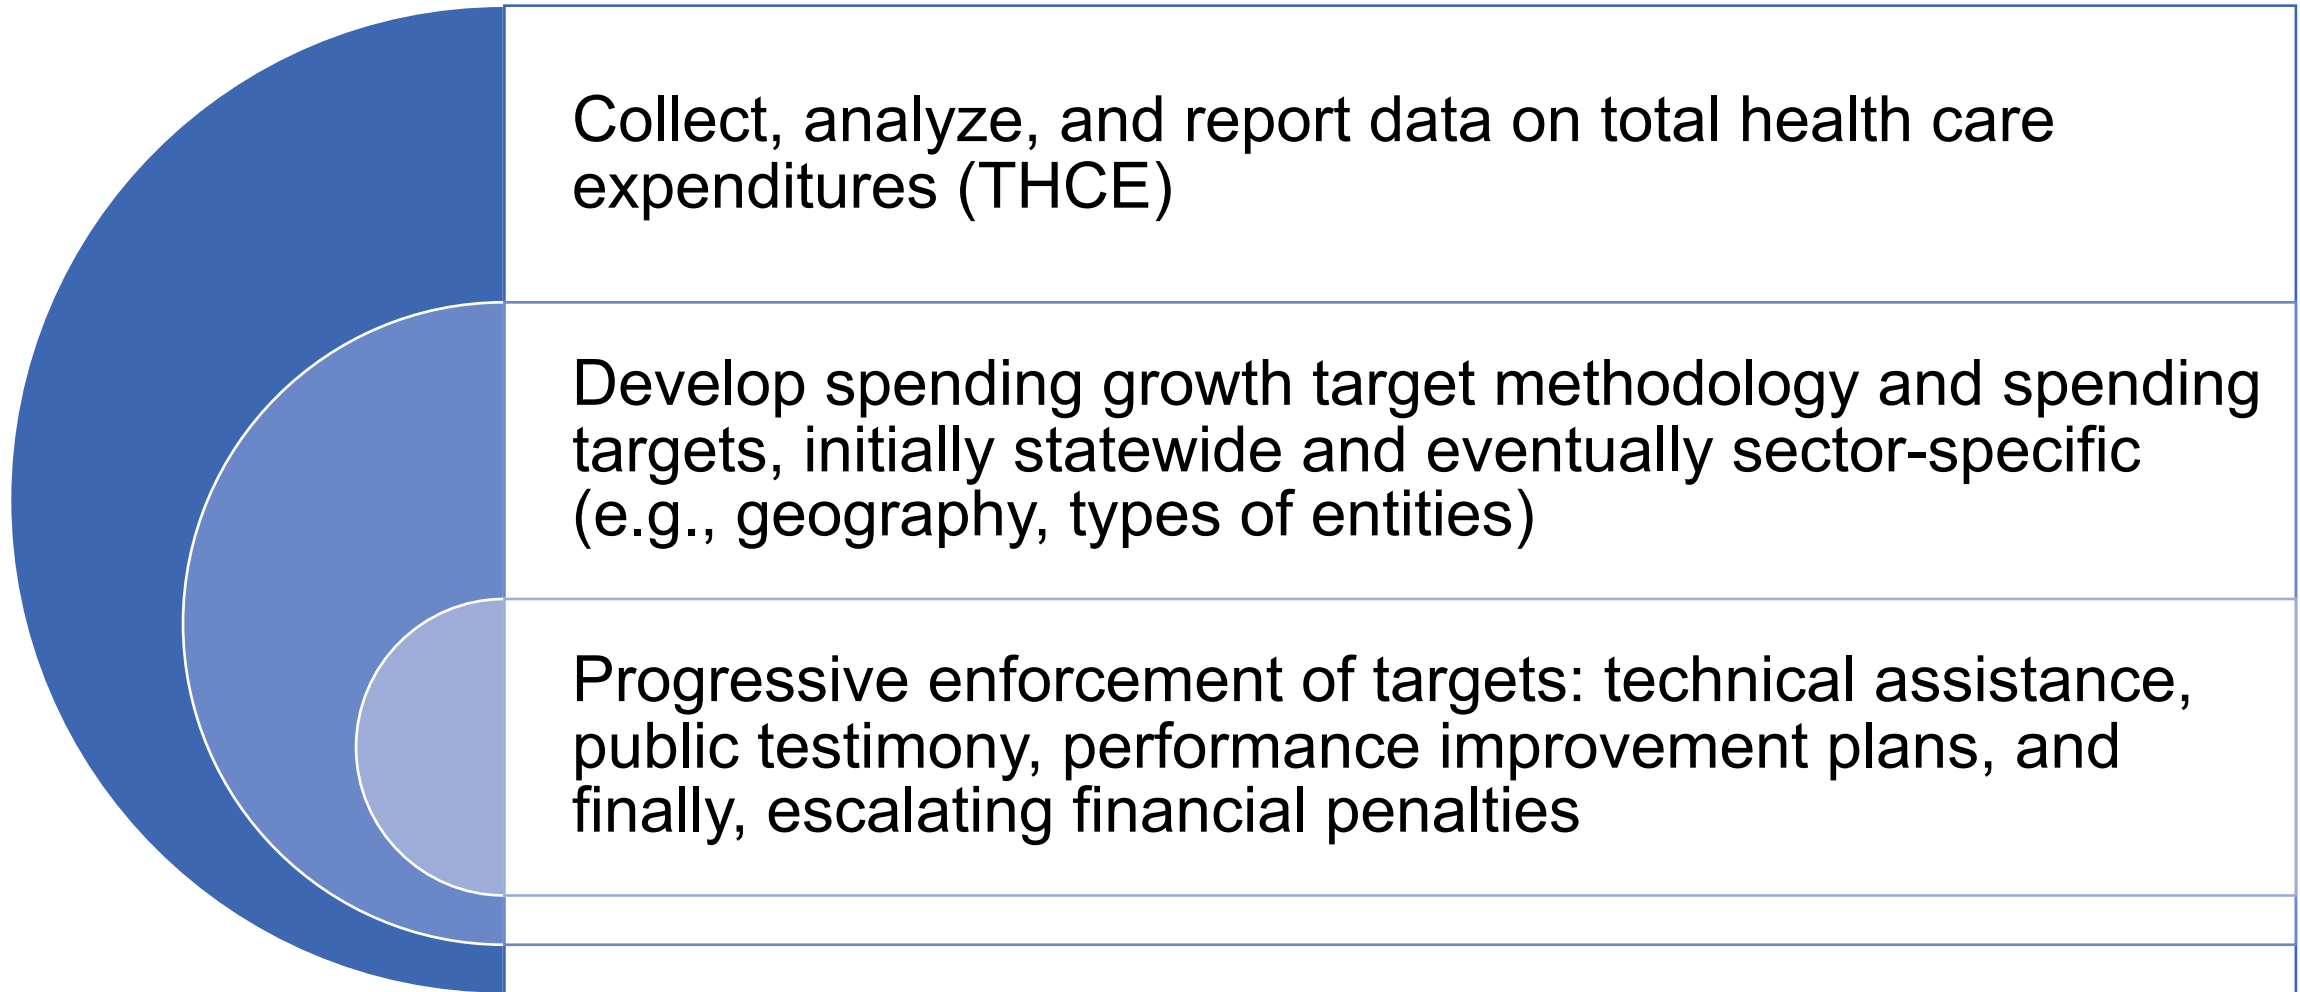 Collect, analyze, and report data on total health care
expenditures (THCE)
Develop spending growth target methodology and spending
targets, initially statewide and eventually sector-specific
(e.g., geography, types of entities)
Progressive enforcement of targets: technical assistance,
public testimony, performance improvement plans, and
finally, escalating financial penalties